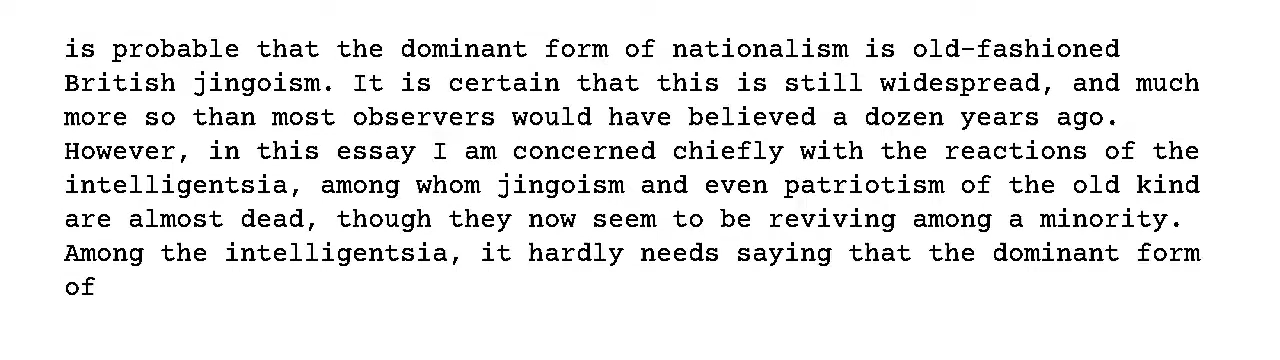 is probable that the dominant form of nationalism is old-fashioned
British jingoism. It is certain that this is still widespread, and much
more so than most observers would have believed a dozen years ago.
However, in this essay I am concerned chiefly with the reactions of the
intelligentsia, among whom jingoism and even patriotism of the old kind
are almost dead, though they now seem to be reviving among a minority.
Among the intelligentsia, it hardly needs saying that the dominant form
of